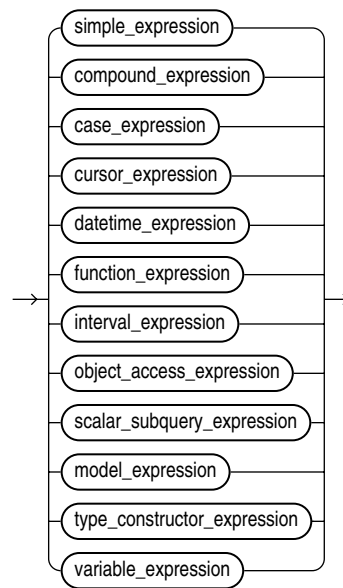 simple_expression
compound_expression
case_expression
cursor_expression
datetime_expression
function_expression
interval_expression
object_access_expression
scalar_subquery_expression
model_expression
type_constructor_expression
variable_expression